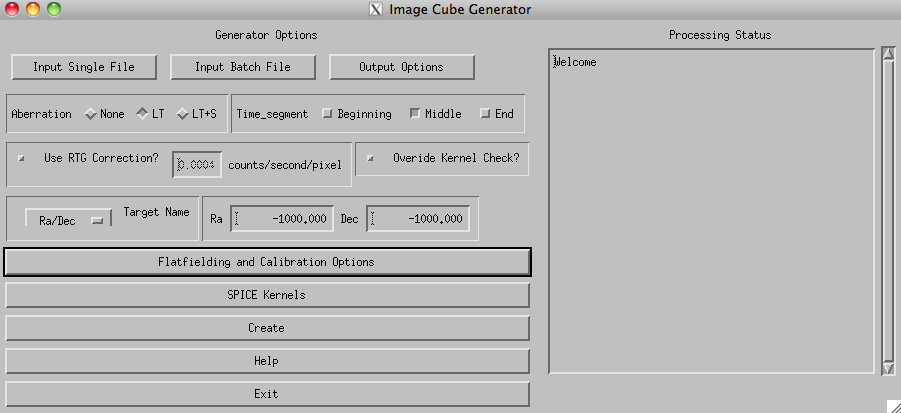 Image Cube Generator
Generator Options
Input Single File Input Batch File Output Options
Aberration None LT LT+S Time_segment Beginning Middle End
Use RTG Correction? 0.0004 counts/second/pixel Overide Kernel Check?
Ra/Dec Target Name Ra -1000.000 Dec -1000.000
Flatfielding and Calibration Options
SPICE Kernels
Create
Help
Exit
Processing Status
Welcome